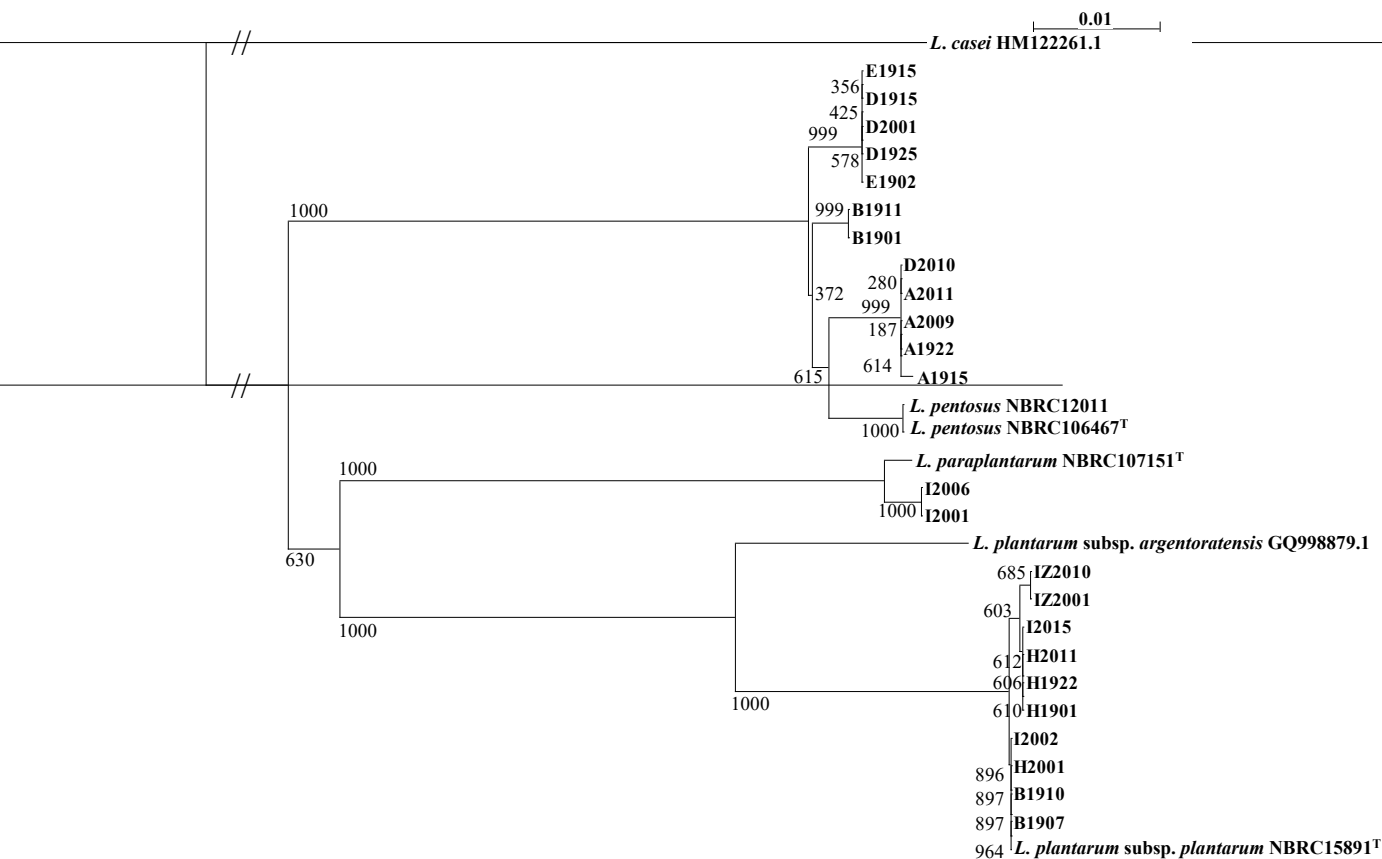 0.01
L. casei HM122261.1
E1915
356
D1915
425
D2001
999
D1925
578
E1902
1000
999 B1911
B1901
D2010
280
372
A2011
999
A2009
187
A1922
614
615
A1915
L. pentosus NBRC12011
1000 L. pentosus NBRC106467ᵀ
1000
L. paraplantarum NBRC107151ᵀ
I2006
1000 I2001
L. plantarum subsp. argentoratensis GQ998879.1
630
685 IZ2010
IZ2001
603
I2015
1000
612 H2011
606 H1922
1000
610 H1901
I2002
H2001
896
B1910
897
897 B1907
964 L. plantarum subsp. plantarum NBRC15891ᵀ